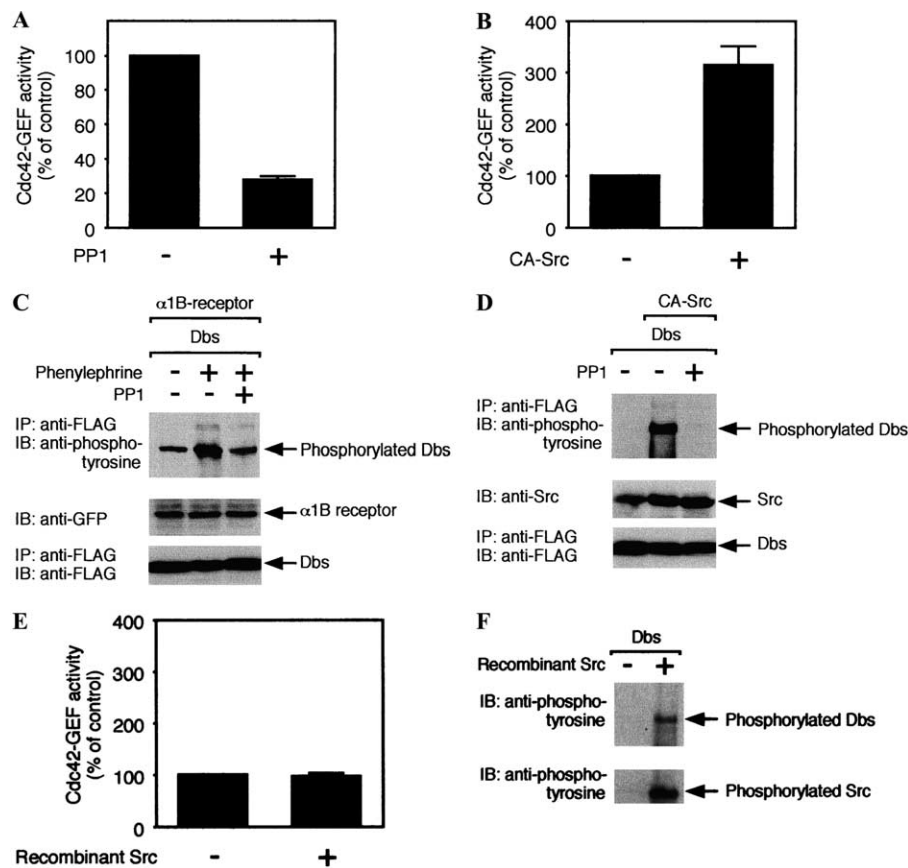 A
Cdc42-GEF activity
(% of control)
100
80
60
40
20
0
PP1 - +
B
Cdc42-GEF activity
(% of control)
400
300
200
100
0
CA-Src - +
C
α1B-receptor
Dbs
Phenylephrine - + +
PP1 - - +
IP: anti-FLAG
IB: anti-phospho-
tyrosine
Phosphorylated Dbs
IB: anti-GFP
α1B receptor
IP: anti-FLAG
IB: anti-FLAG
Dbs
D
CA-Src
Dbs
PP1 - - +
IP: anti-FLAG
IB: anti-phospho-
tyrosine
Phosphorylated Dbs
IB: anti-Src
Src
IP: anti-FLAG
IB: anti-FLAG
Dbs
E
Cdc42-GEF activity
(% of control)
400
300
200
100
0
Recombinant Src - +
F
Dbs
Recombinant Src - +
IB: anti-phospho-
tyrosine
Phosphorylated Dbs
IB: anti-phospho-
tyrosine
Phosphorylated Src